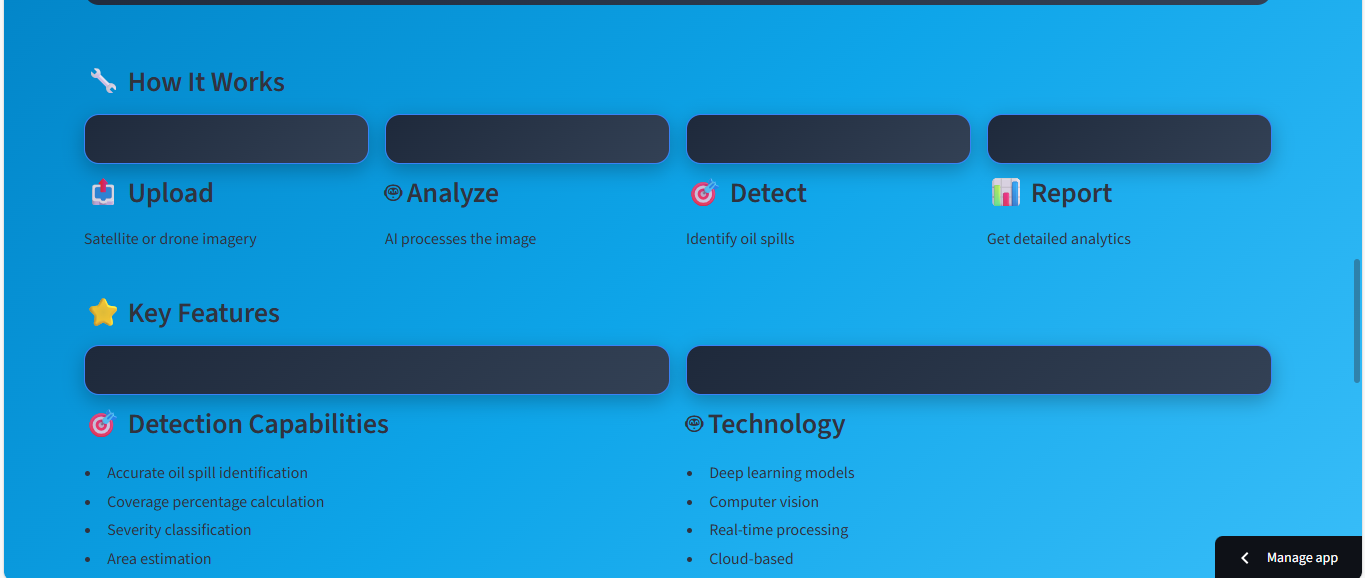 How It Works
Upload
Analyze
Detect
Report
Satellite or drone imagery
AI processes the image
Identify oil spills
Get detailed analytics
Key Features
Detection Capabilities
Accurate oil spill identification
Coverage percentage calculation
Severity classification
Area estimation
Technology
Deep learning models
Computer vision
Real-time processing
Cloud-based
Manage app